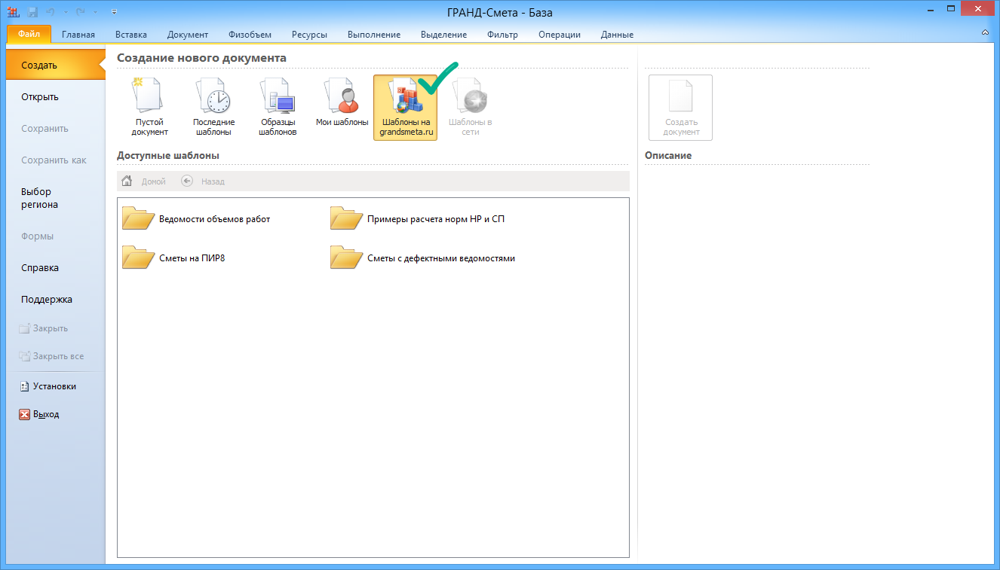 ГРАНД-Смета - База
Файл Главная Вставка Документ Физобъем Ресурсы Выполнение Выделение Фильтр Операции Данные
Создать
Открыть
Сохранить
Сохранить как
Выбор
региона
Формы
Справка
Поддержка
Закрыть
Закрыть все
Установки
Выход
Создание нового документа
Пустой
документ
Последние
шаблоны
Образцы
шаблонов
Мои шаблоны
Шаблоны на
grandsmeta.ru
Шаблоны в
сети
Доступные шаблоны
Домой Назад
Ведомости объемов работ
Примеры расчета норм НР и СП
Сметы на ПИР8
Сметы с дефектными ведомостями
Создать
документ
Описание